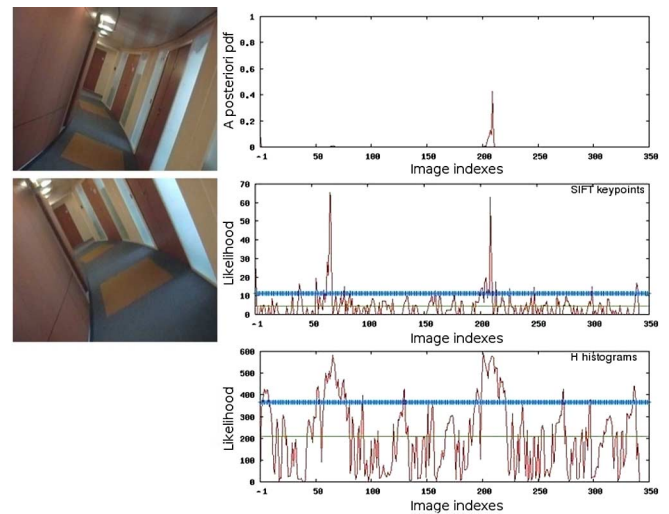 A posteriori pdf
1
0.8
0.6
0.4
0.2
0
-1 50 100 150 200 250 300 350
Image indexes
SIFT keypoints
Likelihood
70
60
50
40
30
20
10
0
-1 50 100 150 200 250 300 350
Image indexes
H histograms
Likelihood
600
500
400
300
200
100
0
-1 50 100 150 200 250 300 350
Image indexes